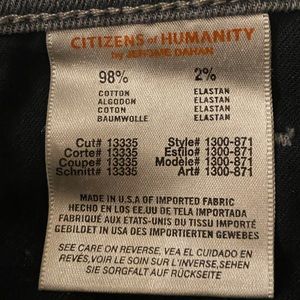 CITIZENS of HUMANITY
by JEROME DAHAN
98% 2%
COTTON ELASTAN
ALGODON ELASTAN
COTON ELASTAN
BAUMWOLLE ELASTAN
Cut# 13335 Style# 1300-871
Corte# 13335 Estilo# 1300-871
Coupe# 13335 Modèle# 1300-871
Schnitt# 13335 Art# 1300-871
MADE IN U.S.A OF IMPORTED FABRIC
HECHO EN LOS EE.UU DE TELA IMPORTADA
FABRIQUÉ AUX ETATS-UNIS DU TISSU IMPORTÉ
GEBILDET IN USA DES IMPORTIERTEN GEWEBES
SEE CARE ON REVERSE, VEA EL CUIDADO EN
REVÉS, VOIR LE SOIN SUR L'INVERSE, SEHEN
SIE SORGFALT AUF RÜCKSEITE